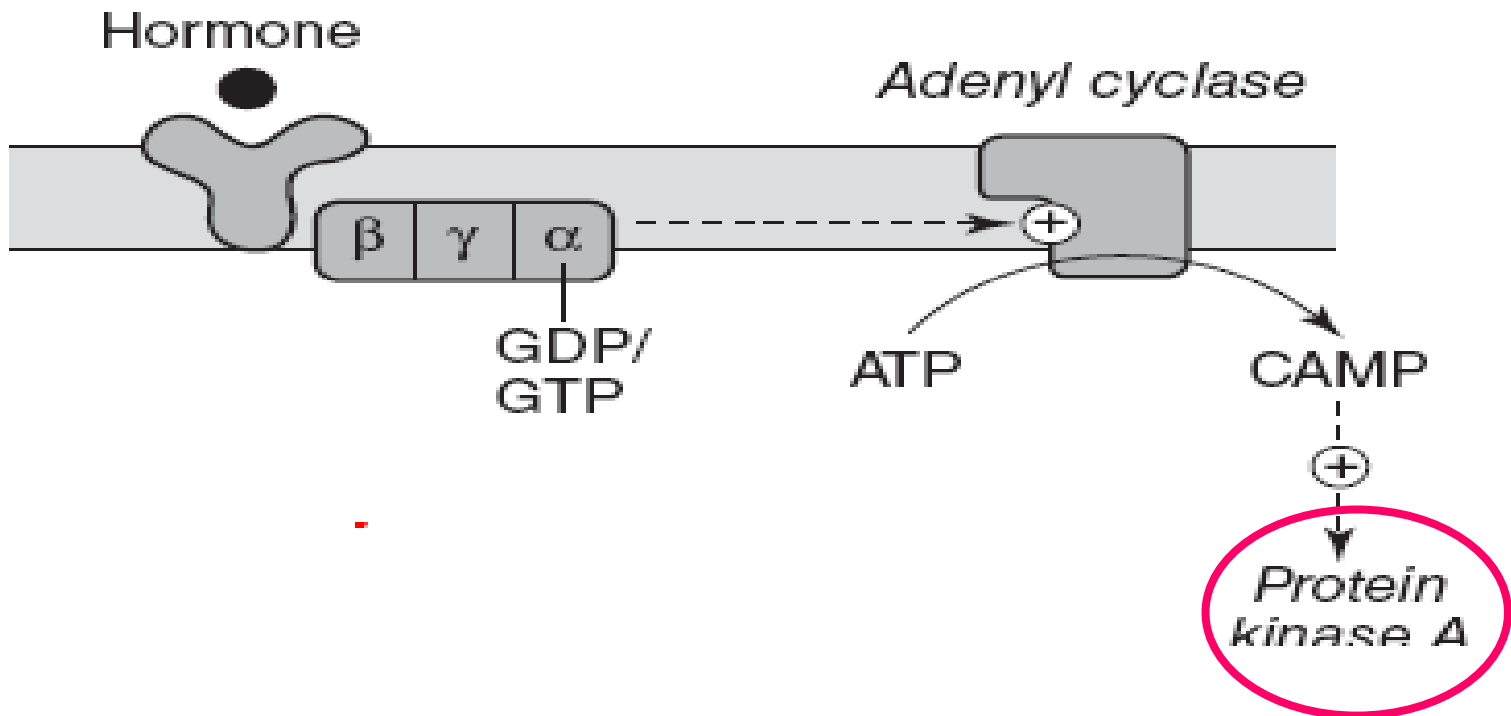 Hormone
Adenyl cyclase
+
β γ α
GDP/
GTP
ATP
CAMP
+
Protein
kinase A